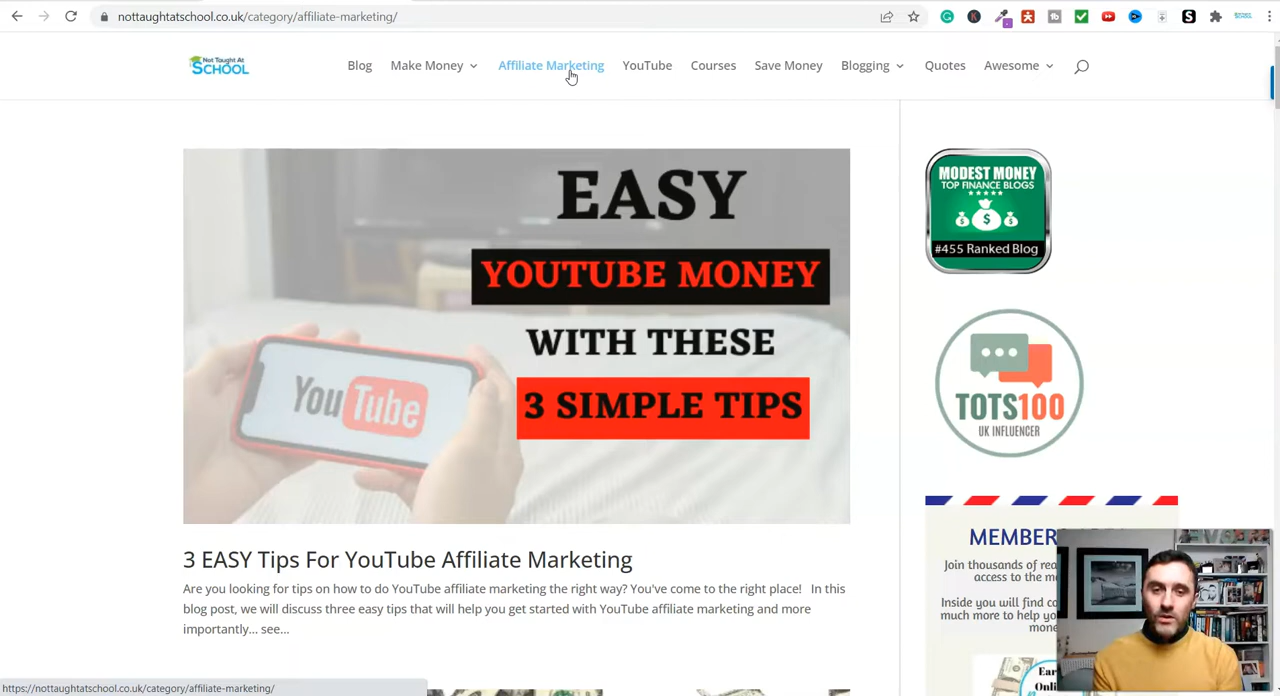 nottaughtatschool.co.uk/category/affiliate-marketing/
Not Taught At
SCHOOL
Blog
Make Money
Affiliate Marketing
YouTube
Courses
Save Money
Blogging
Quotes
Awesome
EASY
YOUTUBE MONEY
WITH THESE
3 SIMPLE TIPS
YouTube
MODEST MONEY
TOP FINANCE BLOGS
#455 Ranked Blog
TOTS100
UK INFLUENCER
3 EASY Tips For YouTube Affiliate Marketing
Are you looking for tips on how to do YouTube affiliate marketing the right way? You've come to the right place! In this
blog post, we will discuss three easy tips that will help you get started with YouTube affiliate marketing and more
importantly... see...
MEMBER
Join thousands of rea
access to the m
Inside you will find co
much more to help yo
mone
Ear
Onli
https://nottaughtatschool.co.uk/category/affiliate-marketing/